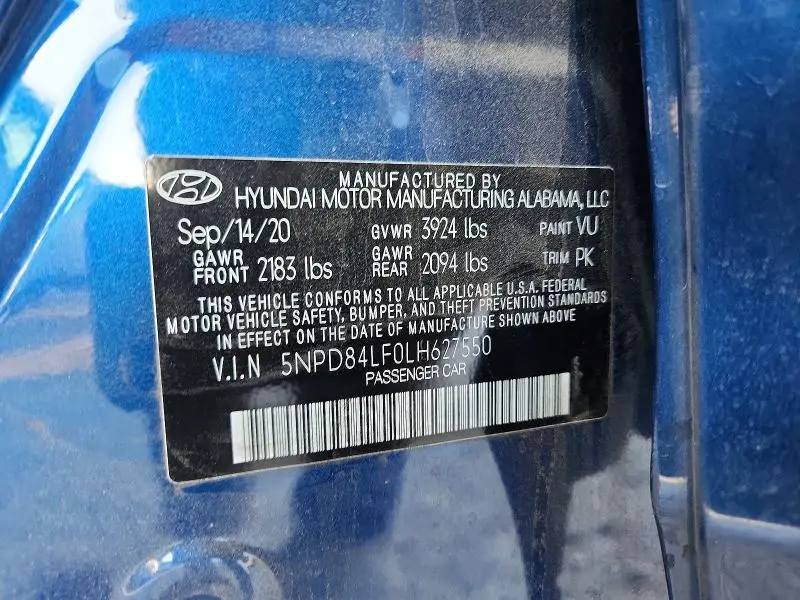 MANUFACTURED BY
HYUNDAI MOTOR MANUFACTURING ALABAMA, LLC
Sep/14/20 GVWR 3924 lbs PAINT VU
GAWR FRONT 2183 lbs GAWR REAR 2094 lbs TRIM PK
THIS VEHICLE CONFORMS TO ALL APPLICABLE U.S.A. FEDERAL
MOTOR VEHICLE SAFETY, BUMPER, AND THEFT PREVENTION STANDARDS
IN EFFECT ON THE DATE OF MANUFACTURE SHOWN ABOVE
V.I.N 5NPD84LF0LH627550
PASSENGER CAR